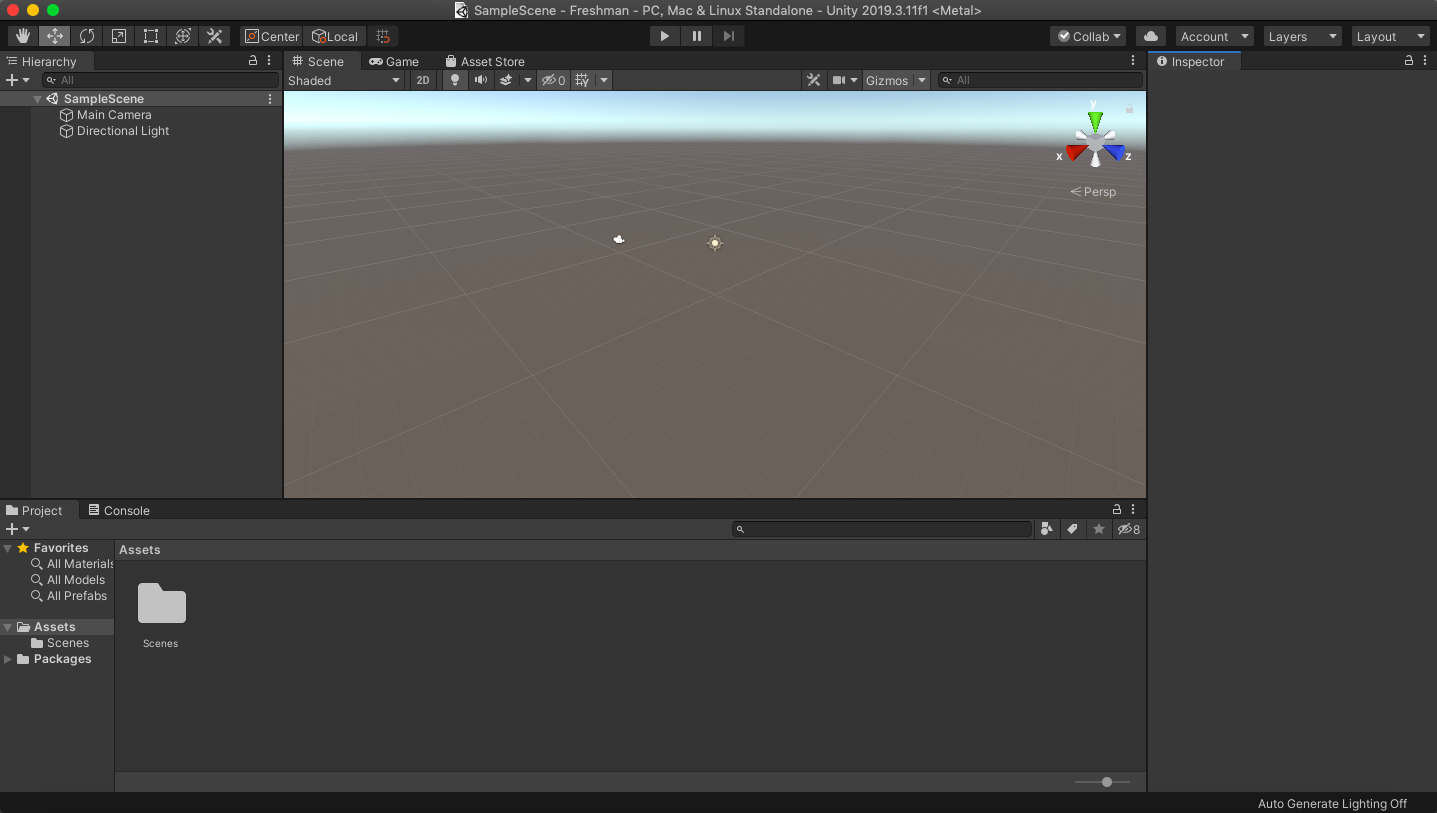 SampleScene - Freshman - PC, Mac & Linux Standalone - Unity 2019.3.11f1 <Metal>
Center Local Collab Account Layers Layout
Hierarchy Scene Game Asset Store Inspector
All Shaded 2D 0 Gizmos All
SampleScene
Main Camera
Directional Light
y
x z
Persp
Project Console
8
Favorites Assets
All Materials
All Models
All Prefabs
Assets
Scenes Scenes
Packages
Auto Generate Lighting Off